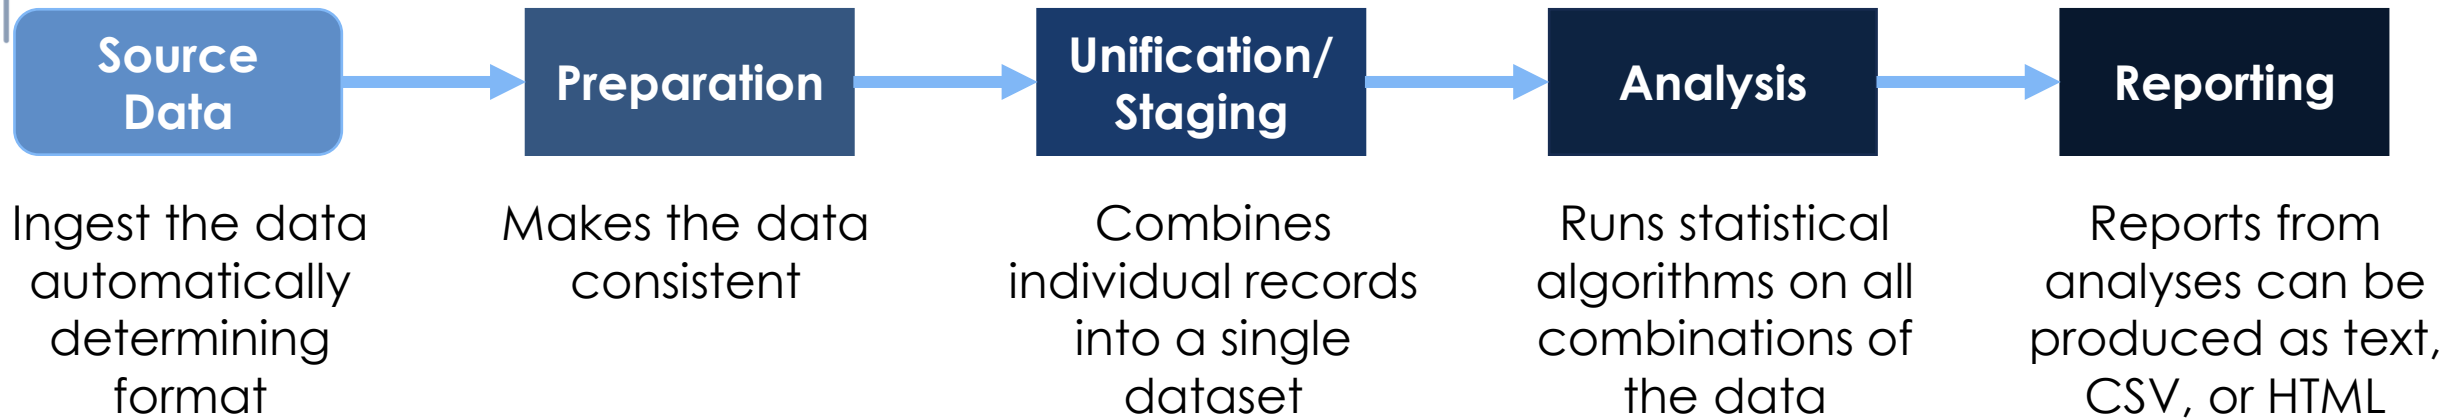 Source
Data
Preparation
Unification/
Staging
Analysis
Reporting
Ingest the data
automatically
determining
format
Makes the data
consistent
Combines
individual records
into a single
dataset
Runs statistical
algorithms on all
combinations of
the data
Reports from
analyses can be
produced as text,
CSV, or HTML